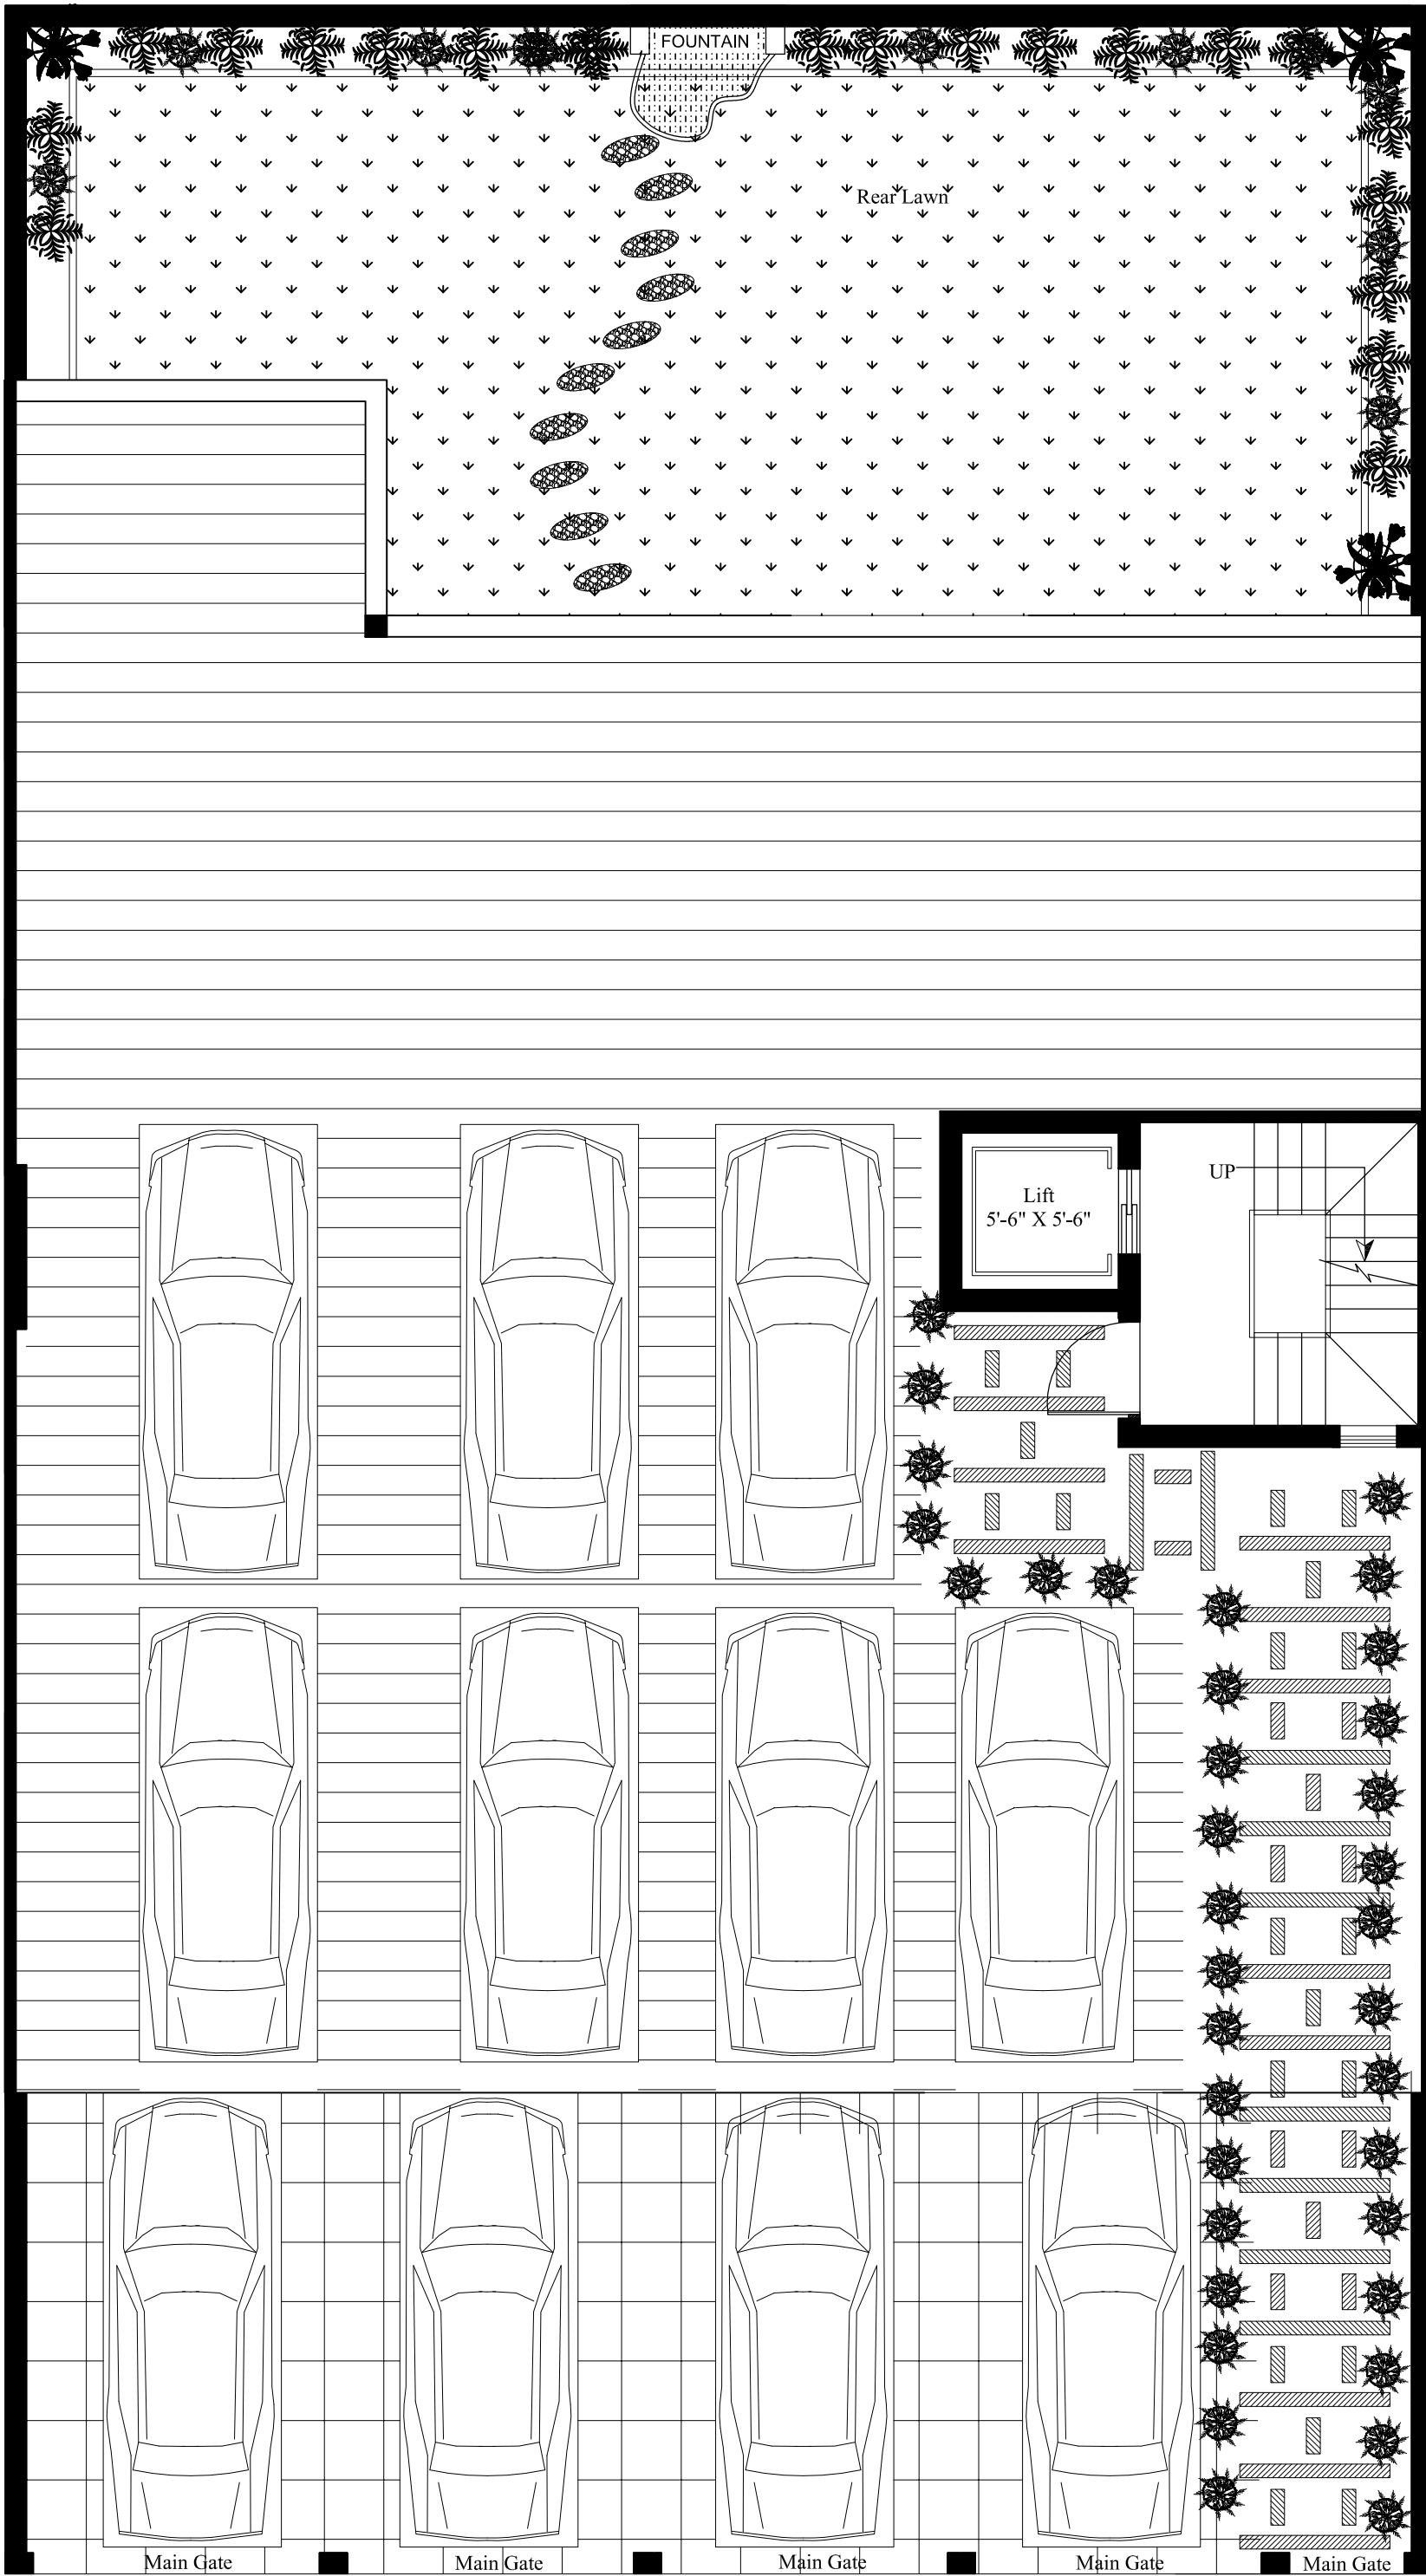 FOUNTAIN
Rear Lawn
Lift
5'-6" X 5'-6"
UP
Main Gate
Main Gate
Main Gate
Main Gate
Main Gate